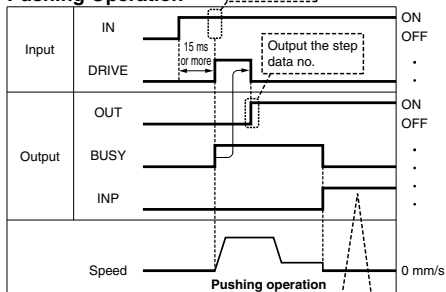 Pushing Operation
Input
IN
ON
OFF
15 ms
or more
Output the step
data no.
DRIVE
Output
OUT
ON
OFF
BUSY
INP
Speed
0 mm/s
Pushing operation